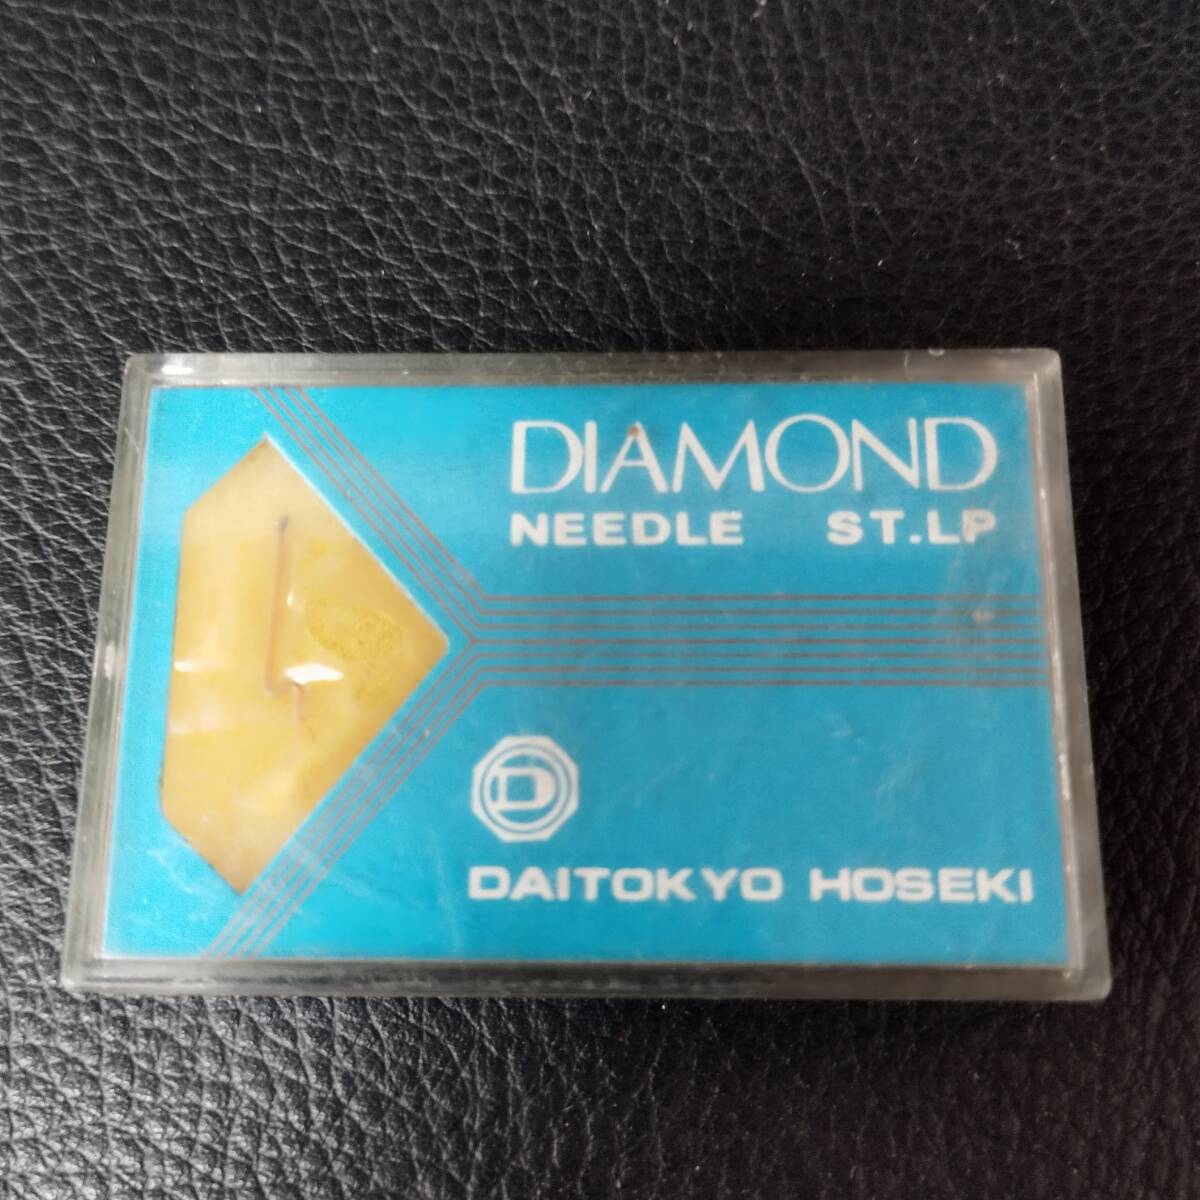 DIAMOND
NEEDLE ST.LP
D
DAITOKYO HOSEKI